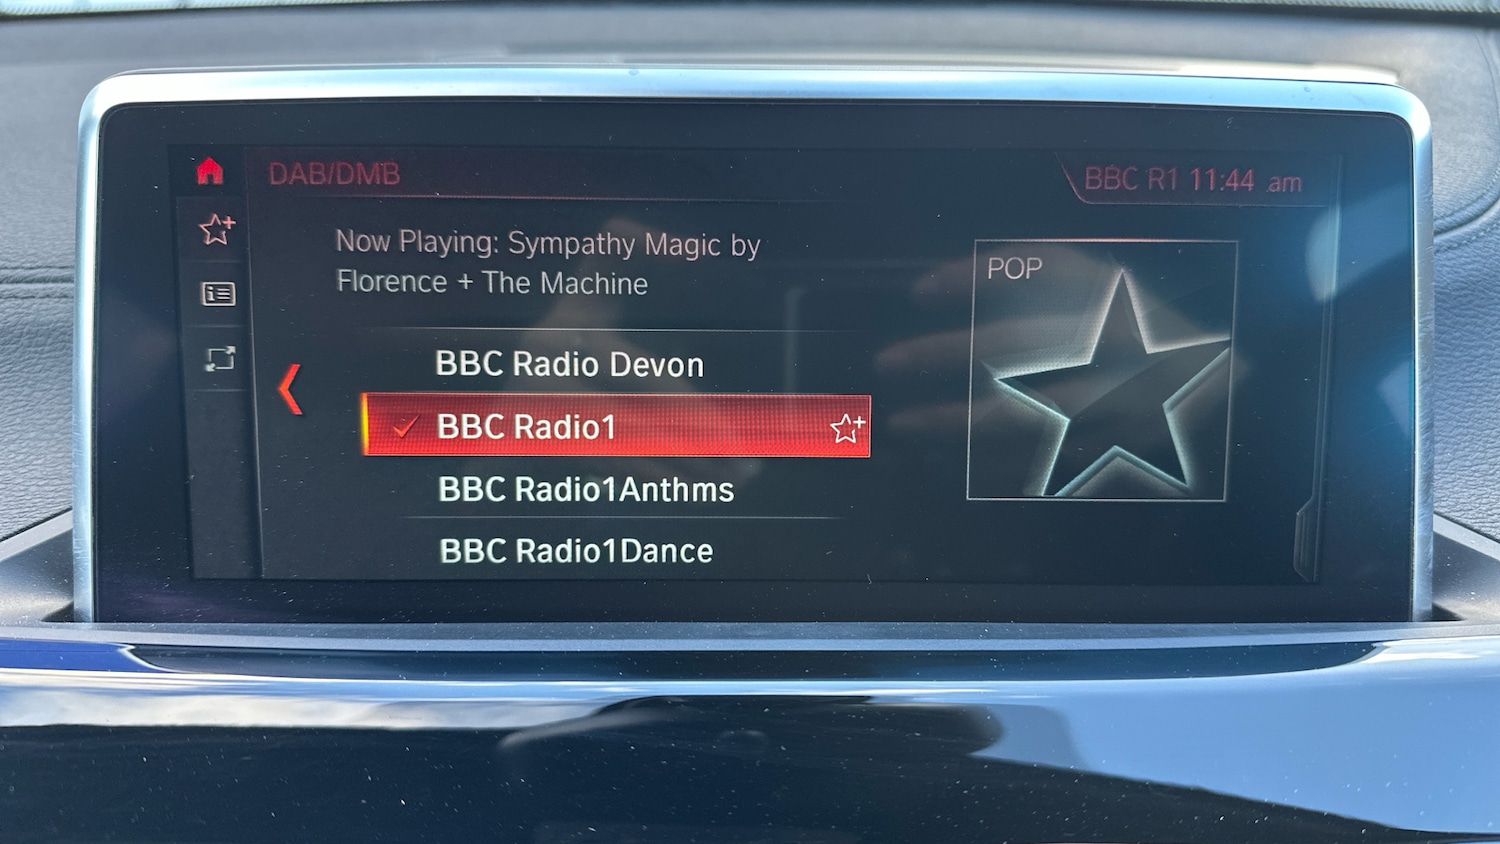 DAB/DMB
BBC R1 11:44 am
Now Playing: Sympathy Magic by
Florence + The Machine
POP
BBC Radio Devon
BBC Radio1
BBC Radio1Anthms
BBC Radio1Dance